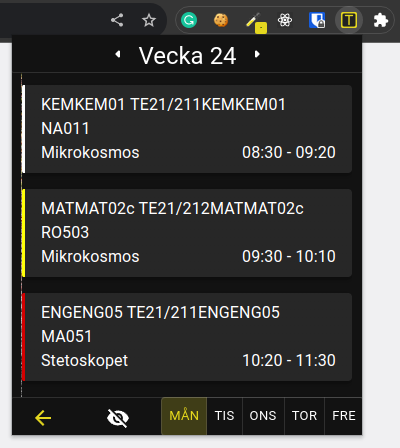 T
Vecka 24
KEMKEM01 TE21/211KEMKEM01
NA011
Mikrokosmos 08:30 - 09:20
MATMAT02c TE21/212MATMAT02c
RO503
Mikrokosmos 09:30 - 10:10
ENGENG05 TE21/211ENGENG05
MA051
Stetoskopet 10:20 - 11:30
MÅN TIS ONS TOR FRE